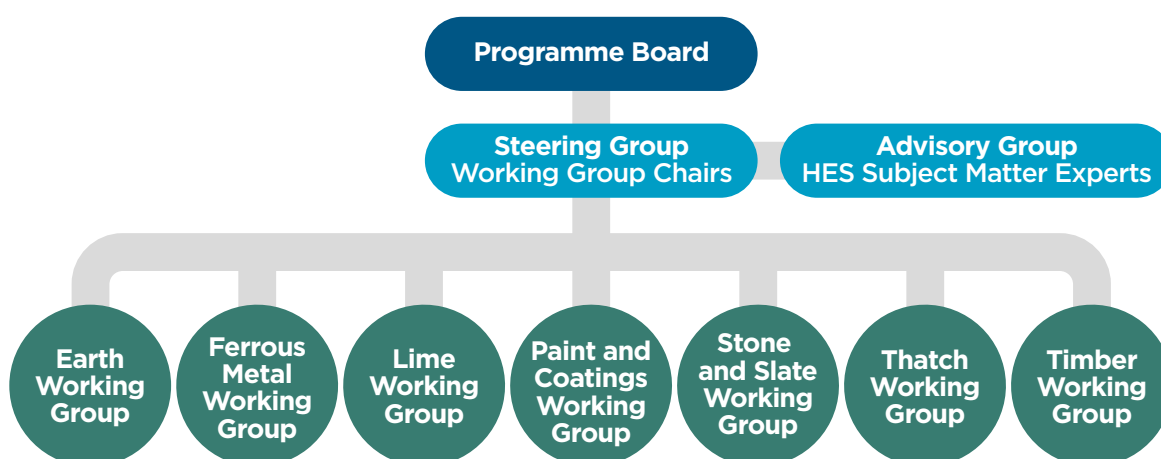 Programme Board
Steering Group
Working Group Chairs
Advisory Group
HES Subject Matter Experts
Earth
Working
Group
Ferrous
Metal
Working
Group
Lime
Working
Group
Paint and
Coatings
Working
Group
Stone
and Slate
Working
Group
Thatch
Working
Group
Timber
Working
Group